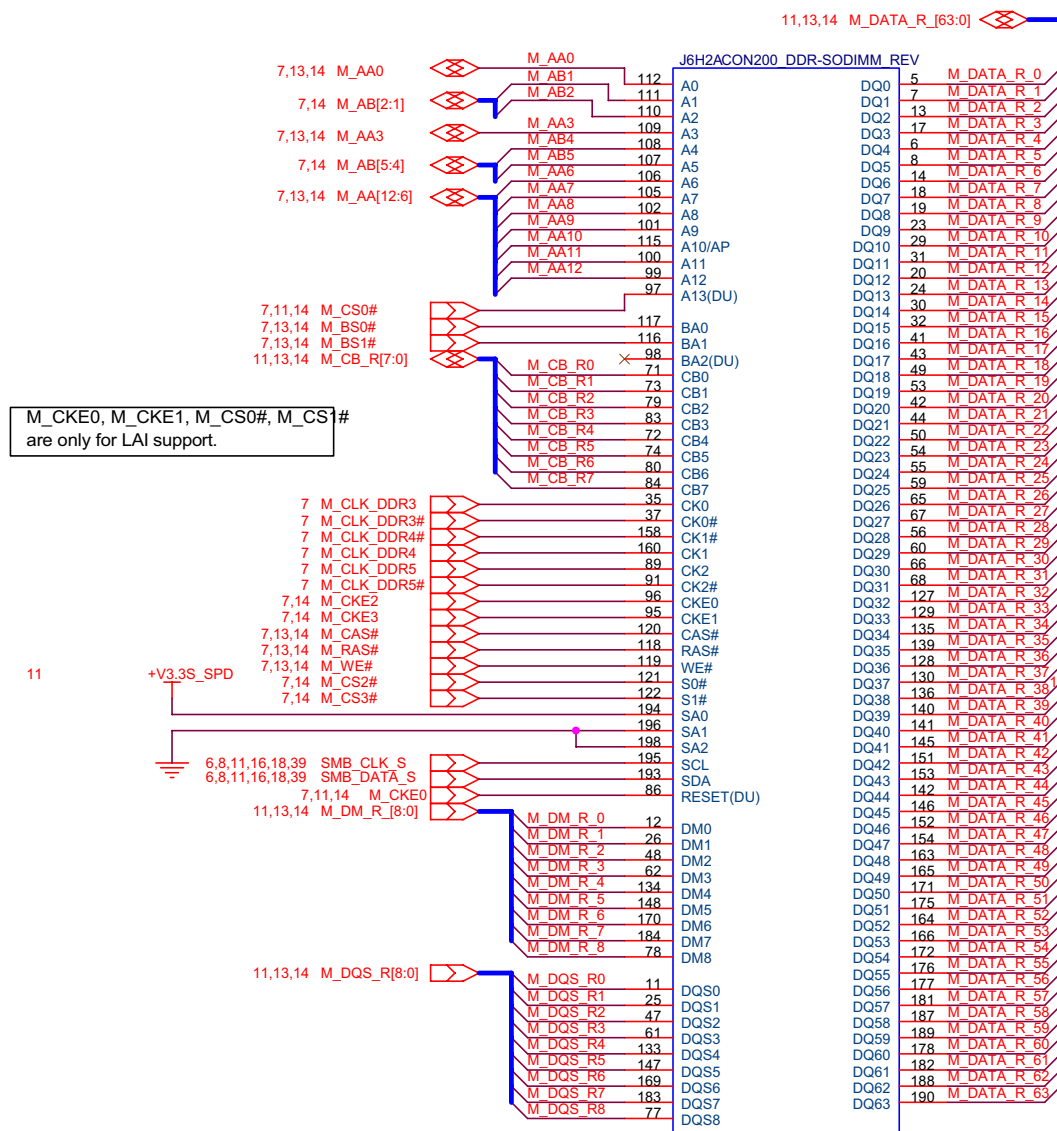 11,13,14 M_DATA_R_[63:0]
J6H2ACON200_DDR-SODIMM_REV
7,13,14 M_AA0 M_AA0 112 A0
7,14 M_AB[2:1] M_AB1 111 A1
M_AB2 110 A2
7,13,14 M_AA3 M_AA3 109 A3
7,14 M_AB[5:4] M_AB4 108 A4
M_AB5 107 A5
7,13,14 M_AA[12:6] M_AA6 106 A6
M_AA7 105 A7
M_AA8 102 A8
M_AA9 101 A9
M_AA10 115 A10/AP
M_AA11 100 A11
M_AA12 99 A12
7,11,14 M_CS0# 97 A13(DU)
7,13,14 M_BS0# 117 BA0
7,13,14 M_BS1# 116 BA1
98 BA2(DU)
11,13,14 M_CB_R[7:0] M_CB_R0 71 CB0
M_CB_R1 73 CB1
M_CB_R2 79 CB2
M_CB_R3 83 CB3
M_CB_R4 72 CB4
M_CB_R5 74 CB5
M_CB_R6 80 CB6
M_CB_R7 84 CB7
M_CKE0, M_CKE1, M_CS0#, M_CS1#
are only for LAI support.
7 M_CLK_DDR3 35 CK0
7 M_CLK_DDR3# 37 CK0#
7 M_CLK_DDR4# 158 CK1#
7 M_CLK_DDR4 160 CK1
7 M_CLK_DDR5 89 CK2
7 M_CLK_DDR5# 91 CK2#
7,14 M_CKE2 96 CKE0
7,14 M_CKE3 95 CKE1
7,13,14 M_CAS# 120 CAS#
7,13,14 M_RAS# 118 RAS#
7,13,14 M_WE# 119 WE#
7,14 M_CS2# 121 S0#
7,14 M_CS3# 122 S1#
11 +V3.3S_SPD 194 SA0
196 SA1
198 SA2
6,8,11,16,18,39 SMB_CLK_S 195 SCL
6,8,11,16,18,39 SMB_DATA_S 193 SDA
7,11,14 M_CKE0 86 RESET(DU)
11,13,14 M_DM_R_[8:0] M_DM_R_0 12 DM0
M_DM_R_1 26 DM1
M_DM_R_2 48 DM2
M_DM_R_3 62 DM3
M_DM_R_4 134 DM4
M_DM_R_5 148 DM5
M_DM_R_6 170 DM6
M_DM_R_7 184 DM7
M_DM_R_8 78 DM8
11,13,14 M_DQS_R[8:0] M_DQS_R0 11 DQS0
M_DQS_R1 25 DQS1
M_DQS_R2 47 DQS2
M_DQS_R3 61 DQS3
M_DQS_R4 133 DQS4
M_DQS_R5 147 DQS5
M_DQS_R6 169 DQS6
M_DQS_R7 183 DQS7
M_DQS_R8 77 DQS8
DQ0 5 M_DATA_R_0
DQ1 7 M_DATA_R_1
DQ2 13 M_DATA_R_2
DQ3 17 M_DATA_R_3
DQ4 6 M_DATA_R_4
DQ5 8 M_DATA_R_5
DQ6 14 M_DATA_R_6
DQ7 18 M_DATA_R_7
DQ8 19 M_DATA_R_8
DQ9 23 M_DATA_R_9
DQ10 29 M_DATA_R_10
DQ11 31 M_DATA_R_11
DQ12 20 M_DATA_R_12
DQ13 24 M_DATA_R_13
DQ14 30 M_DATA_R_14
DQ15 32 M_DATA_R_15
DQ16 41 M_DATA_R_16
DQ17 43 M_DATA_R_17
DQ18 49 M_DATA_R_18
DQ19 53 M_DATA_R_19
DQ20 42 M_DATA_R_20
DQ21 44 M_DATA_R_21
DQ22 50 M_DATA_R_22
DQ23 54 M_DATA_R_23
DQ24 55 M_DATA_R_24
DQ25 59 M_DATA_R_25
DQ26 65 M_DATA_R_26
DQ27 67 M_DATA_R_27
DQ28 56 M_DATA_R_28
DQ29 60 M_DATA_R_29
DQ30 66 M_DATA_R_30
DQ31 68 M_DATA_R_31
DQ32 127 M_DATA_R_32
DQ33 129 M_DATA_R_33
DQ34 135 M_DATA_R_34
DQ35 139 M_DATA_R_35
DQ36 128 M_DATA_R_36
DQ37 130 M_DATA_R_37
DQ38 136 M_DATA_R_38 1
DQ39 140 M_DATA_R_39
DQ40 141 M_DATA_R_40
DQ41 145 M_DATA_R_41
DQ42 151 M_DATA_R_42
DQ43 153 M_DATA_R_43
DQ44 142 M_DATA_R_44
DQ45 146 M_DATA_R_45
DQ46 152 M_DATA_R_46
DQ47 154 M_DATA_R_47
DQ48 163 M_DATA_R_48
DQ49 165 M_DATA_R_49
DQ50 171 M_DATA_R_50
DQ51 175 M_DATA_R_51
DQ52 164 M_DATA_R_52
DQ53 166 M_DATA_R_53
DQ54 172 M_DATA_R_54
DQ55 176 M_DATA_R_55
DQ56 177 M_DATA_R_56
DQ57 181 M_DATA_R_57
DQ58 187 M_DATA_R_58
DQ59 189 M_DATA_R_59
DQ60 178 M_DATA_R_60
DQ61 182 M_DATA_R_61
DQ62 188 M_DATA_R_62
DQ63 190 M_DATA_R_63